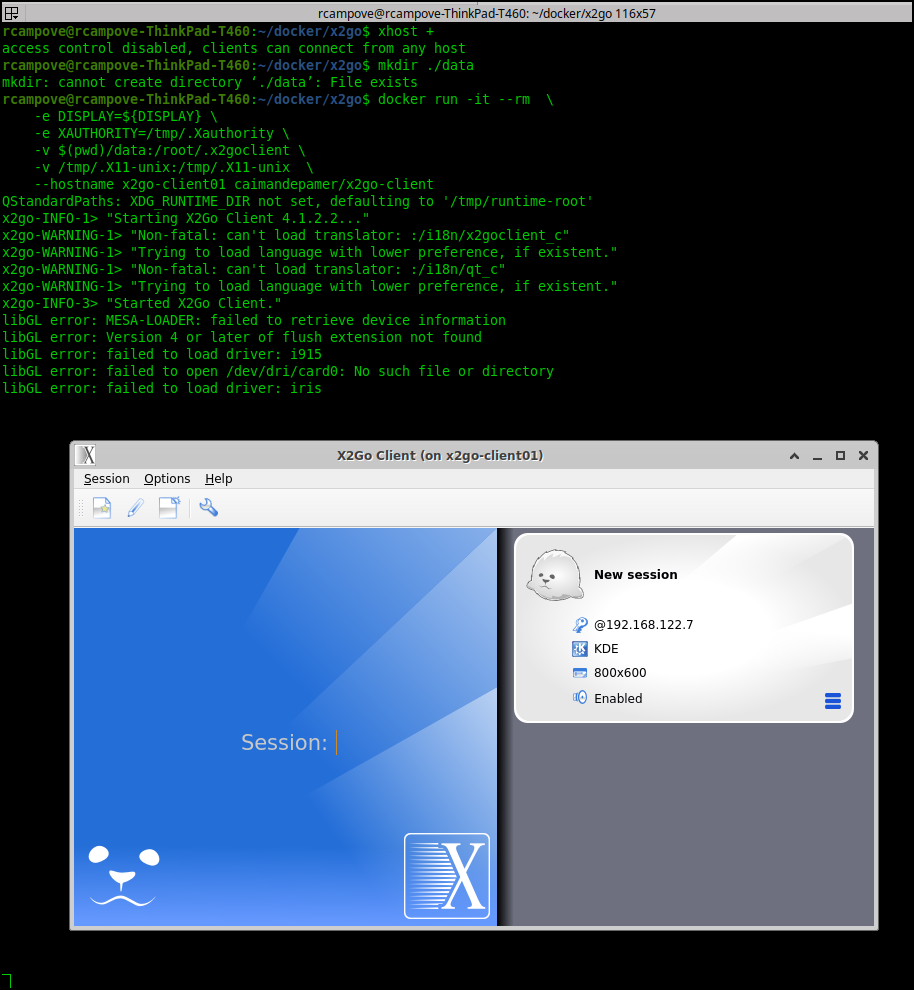 rcampove@rcampove-ThinkPad-T460: ~/docker/x2go 116x57
rcampove@rcampove-ThinkPad-T460:~/docker/x2go$ xhost +
access control disabled, clients can connect from any host
rcampove@rcampove-ThinkPad-T460:~/docker/x2go$ mkdir ./data
mkdir: cannot create directory ‘./data’: File exists
rcampove@rcampove-ThinkPad-T460:~/docker/x2go$ docker run -it --rm  \
    -e DISPLAY=${DISPLAY} \
    -e XAUTHORITY=/tmp/.Xauthority \
    -v $(pwd)/data:/root/.x2goclient \
    -v /tmp/.X11-unix:/tmp/.X11-unix  \
    --hostname x2go-client01 caimandepamer/x2go-client
QStandardPaths: XDG_RUNTIME_DIR not set, defaulting to '/tmp/runtime-root'
x2go-INFO-1> "Starting X2Go Client 4.1.2.2..."
x2go-WARNING-1> "Non-fatal: can't load translator: :/i18n/x2goclient_c"
x2go-WARNING-1> "Trying to load language with lower preference, if existent."
x2go-WARNING-1> "Non-fatal: can't load translator: :/i18n/qt_c"
x2go-WARNING-1> "Trying to load language with lower preference, if existent."
x2go-INFO-3> "Started X2Go Client."
libGL error: MESA-LOADER: failed to retrieve device information
libGL error: Version 4 or later of flush extension not found
libGL error: failed to load driver: i915
libGL error: failed to open /dev/dri/card0: No such file or directory
libGL error: failed to load driver: iris
X2Go Client (on x2go-client01)
Session Options Help
New session
@192.168.122.7
KDE
800x600
Enabled
Session:
X